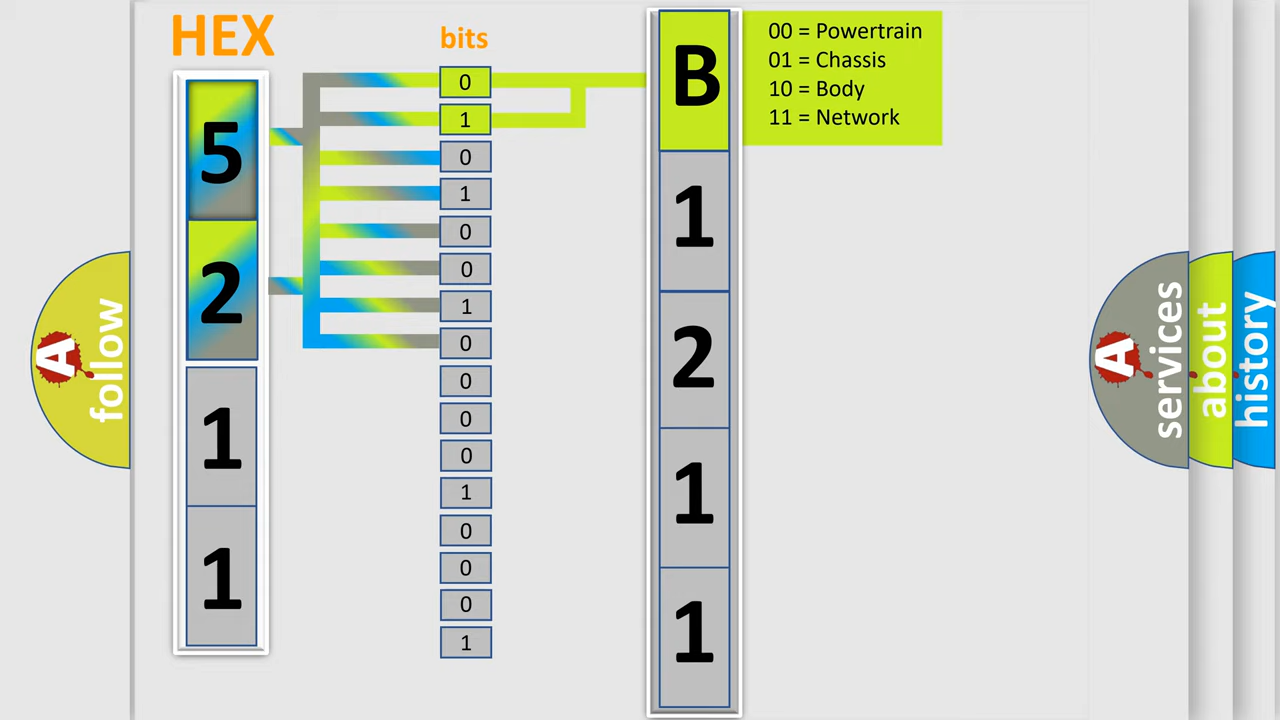 HEX
bits
5
2
1
1
0
1
0
1
0
0
1
0
0
0
0
1
0
0
0
1
B
1
2
1
1
00 = Powertrain
01 = Chassis
10 = Body
11 = Network
A
follow
A
services
about
history